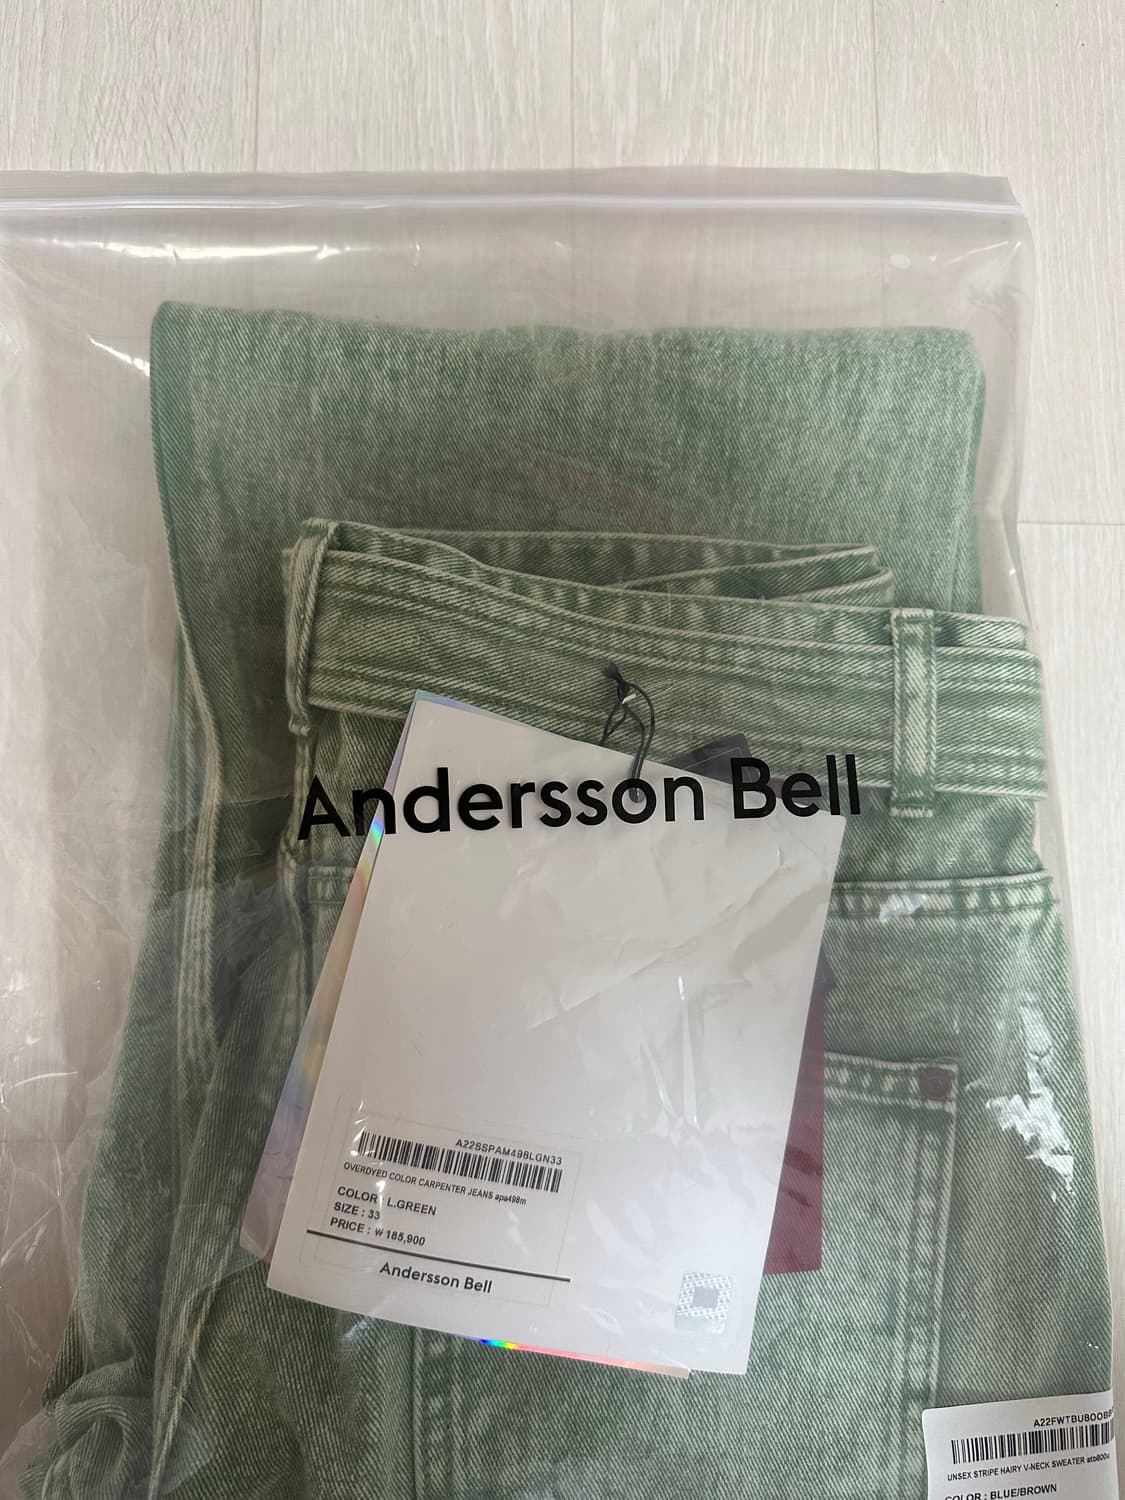 Andersson Bell
A22SSPAM498LGN33
OVERDYED COLOR CARPENTER JEANS apa498m
COLOR : L.GREEN
SIZE : 33
PRICE : ₩ 185,900
Andersson Bell
UNSEX STRIPE HAIRY V-NECK SWEATER atb800u
COLOR : BLUE/BROWN